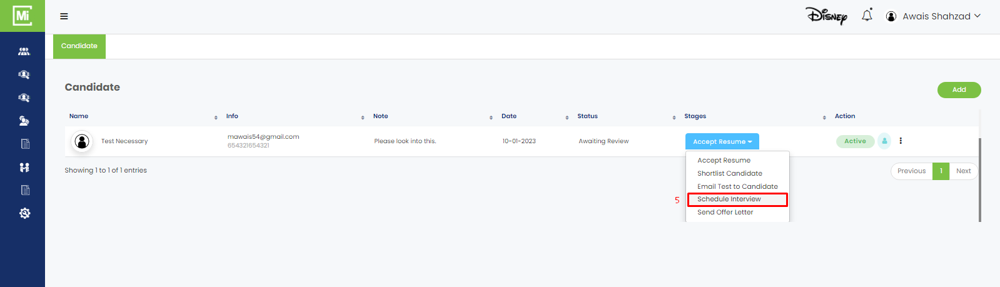 Mi
Disney
Awais Shahzad
Candidate
Candidate
Add
Name Info Note Date Status Stages Action
Test Necessary mawais54@gmail.com Please look into this. 10-01-2023 Awaiting Review Accept Resume Active
654321654321
Accept Resume
Shortlist Candidate
Email Test to Candidate
5 Schedule Interview
Send Offer Letter
Showing 1 to 1 of 1 entries
Previous 1 Next